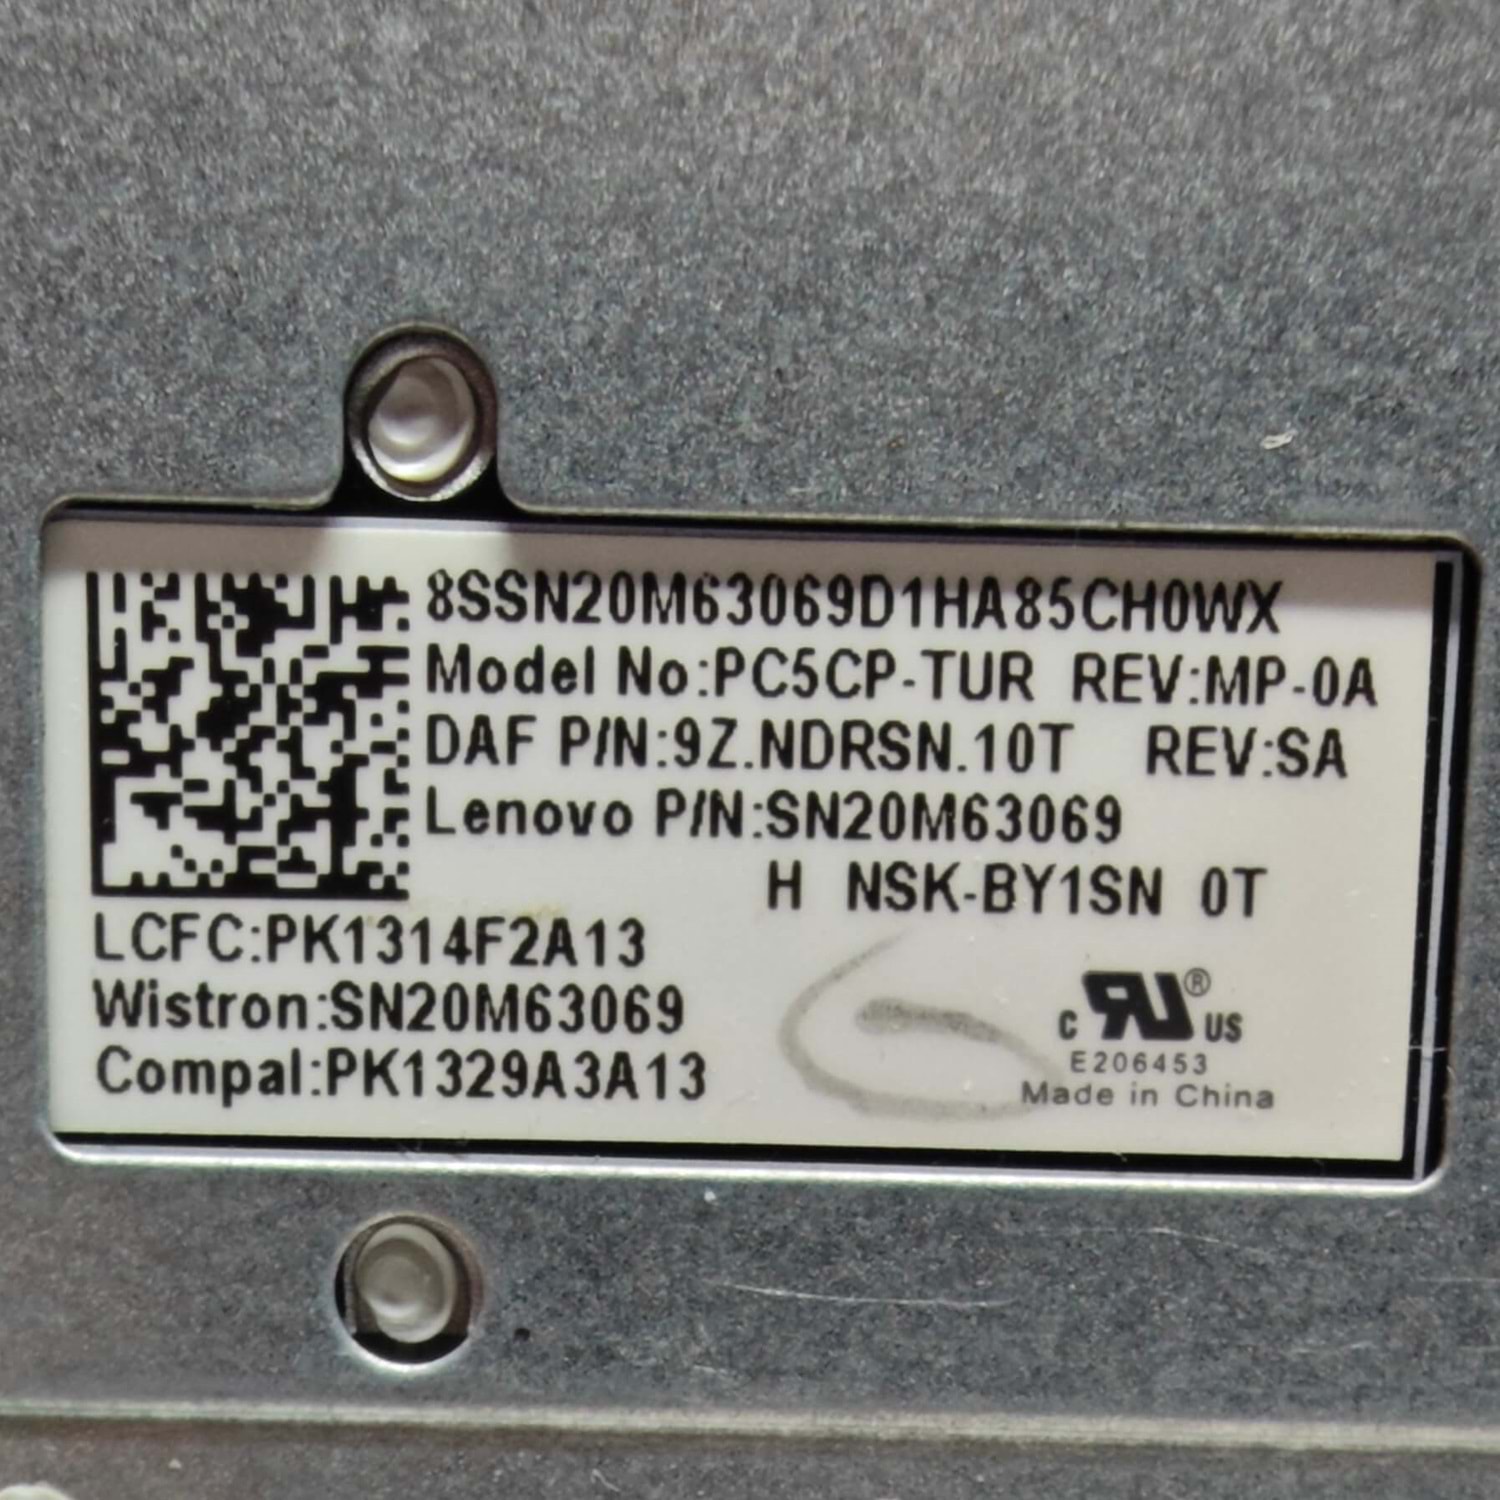 8SSN20M63069D1HA85CH0WX
Model No:PC5CP-TUR REV:MP-0A
DAF P/N:9Z.NDRSN.10T REV:SA
Lenovo P/N:SN20M63069
H NSK-BY1SN 0T
LCFC:PK1314F2A13
Wistron:SN20M63069
Compal:PK1329A3A13
c RU® US
E206453
Made in China